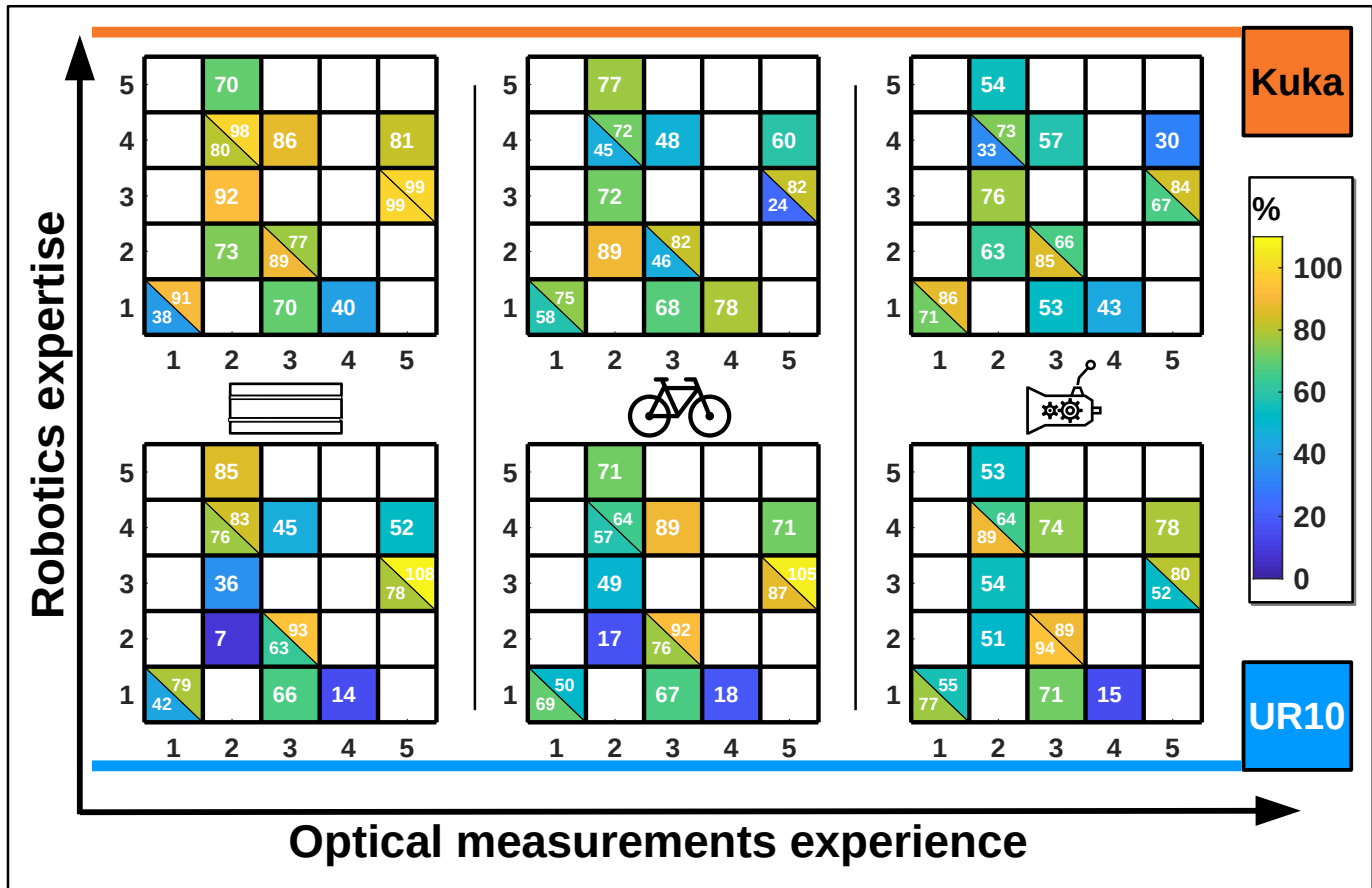 Kuka
5 70
4 98 80 86 81
3 92 99 99
2 73 77 89
1 91 38 70 40
1 2 3 4 5
5 77
4 72 45 48 60
3 72 82 24
2 89 82 46
1 75 58 68 78
1 2 3 4 5
5 54
4 73 33 57 30
3 76 84 67
2 63 66 85
1 86 71 53 43
1 2 3 4 5
5 85
4 83 76 45 52
3 36 108 78
2 7 93 63
1 79 42 66 14
1 2 3 4 5
5 71
4 64 57 89 71
3 49 105 87
2 17 92 76
1 50 69 67 18
1 2 3 4 5
5 53
4 64 89 74 78
3 54 80 52
2 51 89 94
1 55 77 71 15
1 2 3 4 5
%
100
80
60
40
20
0
UR10
Robotics expertise
Optical measurements experience